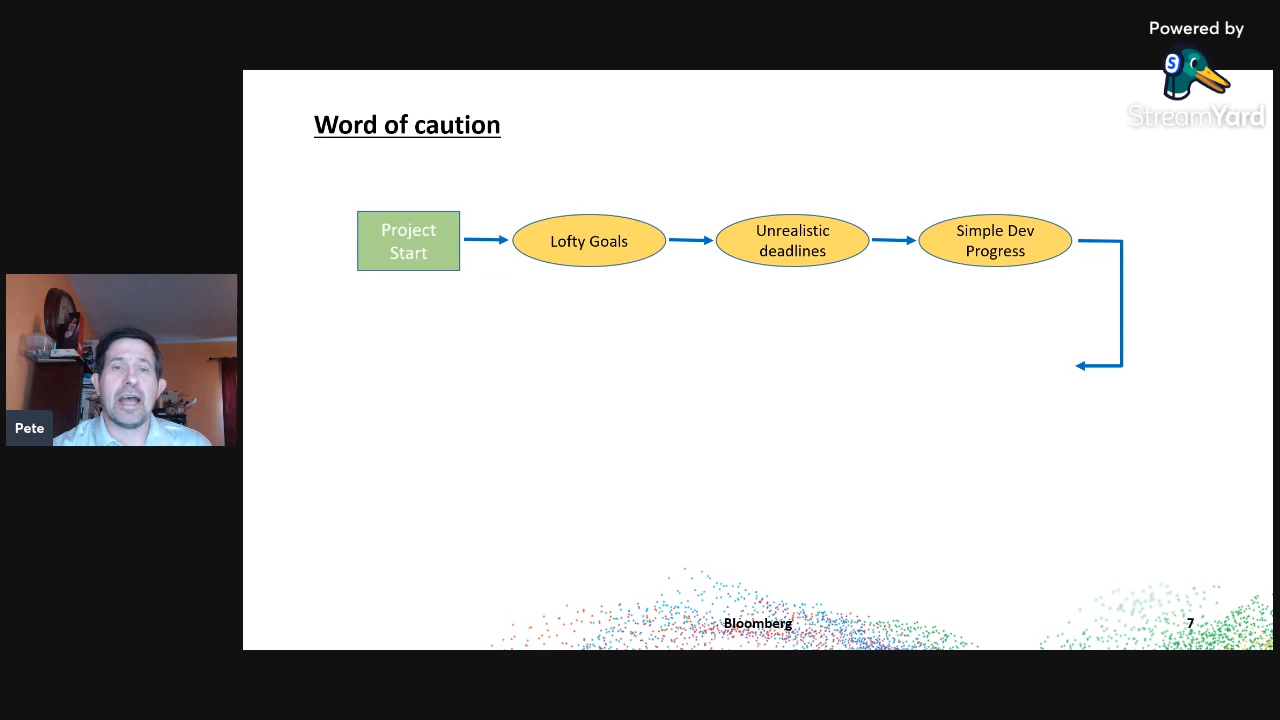 Powered by
S
StreamYard
Word of caution
Project
Start
Lofty Goals
Unrealistic
deadlines
Simple Dev
Progress
Pete
Bloomberg
7